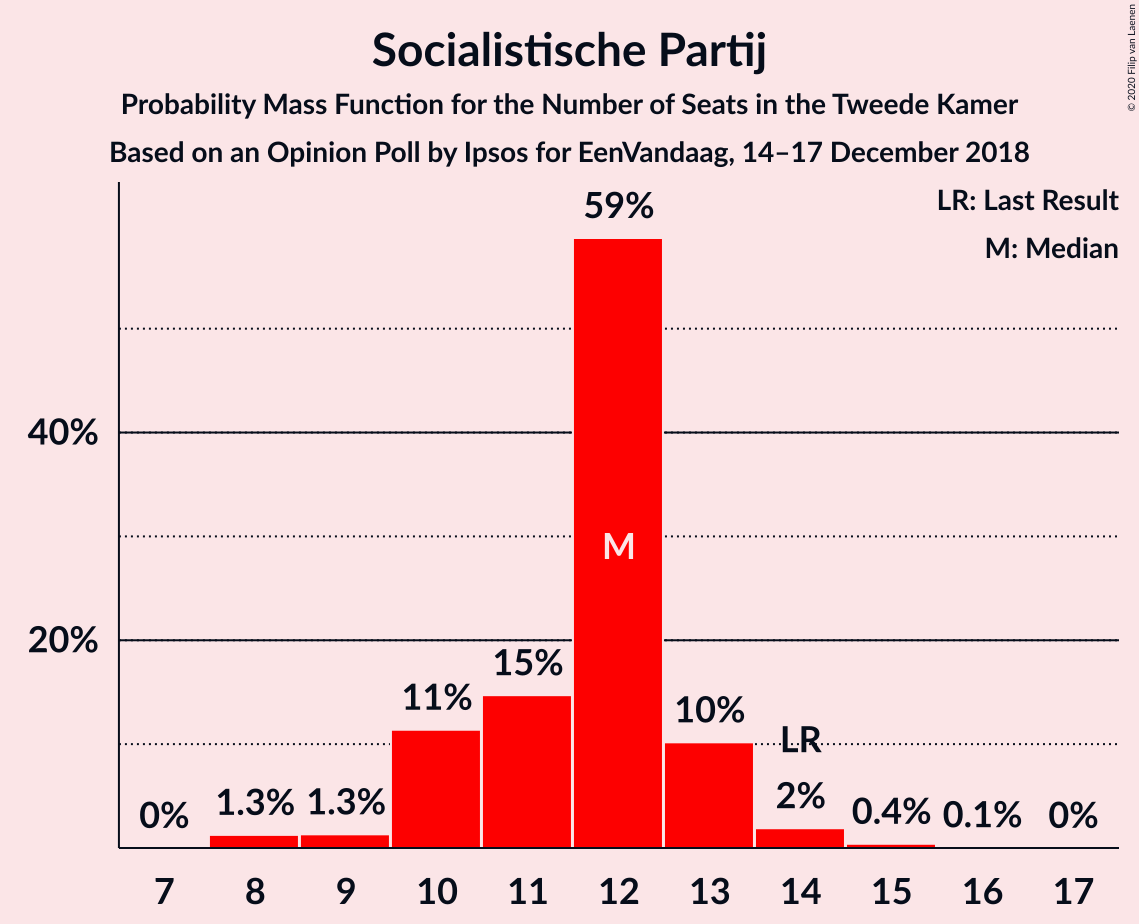 Socialistische Partij
Probability Mass Function for the Number of Seats in the Tweede Kamer
Based on an Opinion Poll by Ipsos for EenVandaag, 14–17 December 2018
© 2020 Filip van Laenen
LR: Last Result
M: Median
59%
40%
M
20%
15%
11%
10%
LR
2%
1.3% 1.3%
0%
0.4% 0.1% 0%
7 8 9 10 11 12 13 14 15 16 17